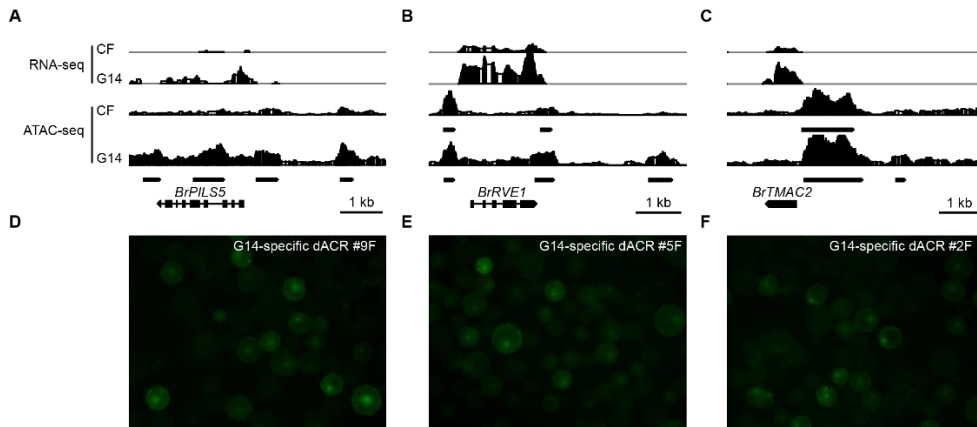 A B C
RNA-seq
CF
G14
ATAC-seq
CF
G14
BrPILS5 BrRVE1 BrTMAC2
1 kb 1 kb 1 kb
D E F
G14-specific dACR #9F G14-specific dACR #5F G14-specific dACR #2F